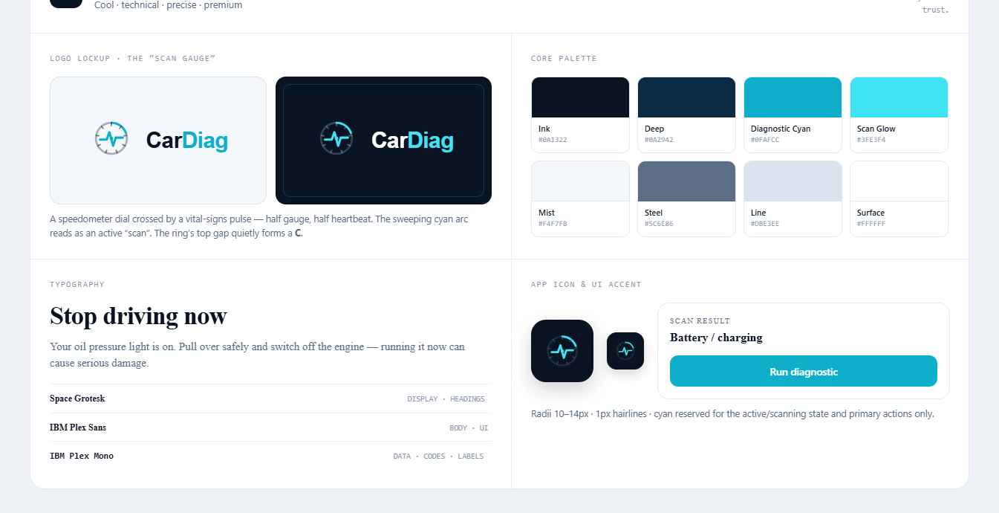 Cool · technical · precise · premium
trust.
LOGO LOCKUP · THE “SCAN GAUGE”
CarDiag
CarDiag
A speedometer dial crossed by a vital-signs pulse — half gauge, half heartbeat. The sweeping cyan arc
reads as an active “scan”. The ring’s top gap quietly forms a C.
CORE PALETTE
Ink
#0A1322
Deep
#0A2942
Diagnostic Cyan
#0FAFCC
Scan Glow
#3FE3F4
Mist
#F4F7FB
Steel
#5C6E86
Line
#DBE3EE
Surface
#FFFFFF
TYPOGRAPHY
Stop driving now
Your oil pressure light is on. Pull over safely and switch off the engine — running it now can
cause serious damage.
Space Grotesk
DISPLAY · HEADINGS
IBM Plex Sans
BODY · UI
IBM Plex Mono
DATA · CODES · LABELS
APP ICON & UI ACCENT
SCAN RESULT
Battery / charging
Run diagnostic
Radii 10–14px · 1px hairlines · cyan reserved for the active/scanning state and primary actions only.